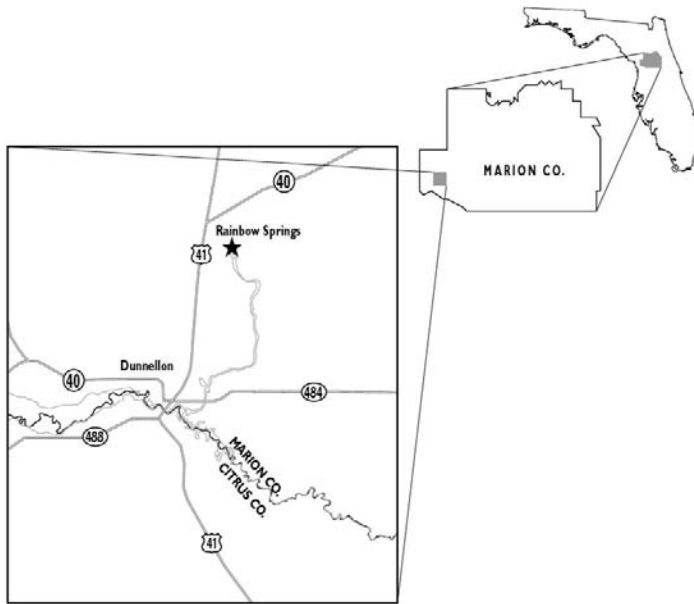 MARION CO.
40
Rainbow Springs
41
Dunnellon
40
484
488
MARION CO.
CITRUS CO.
41